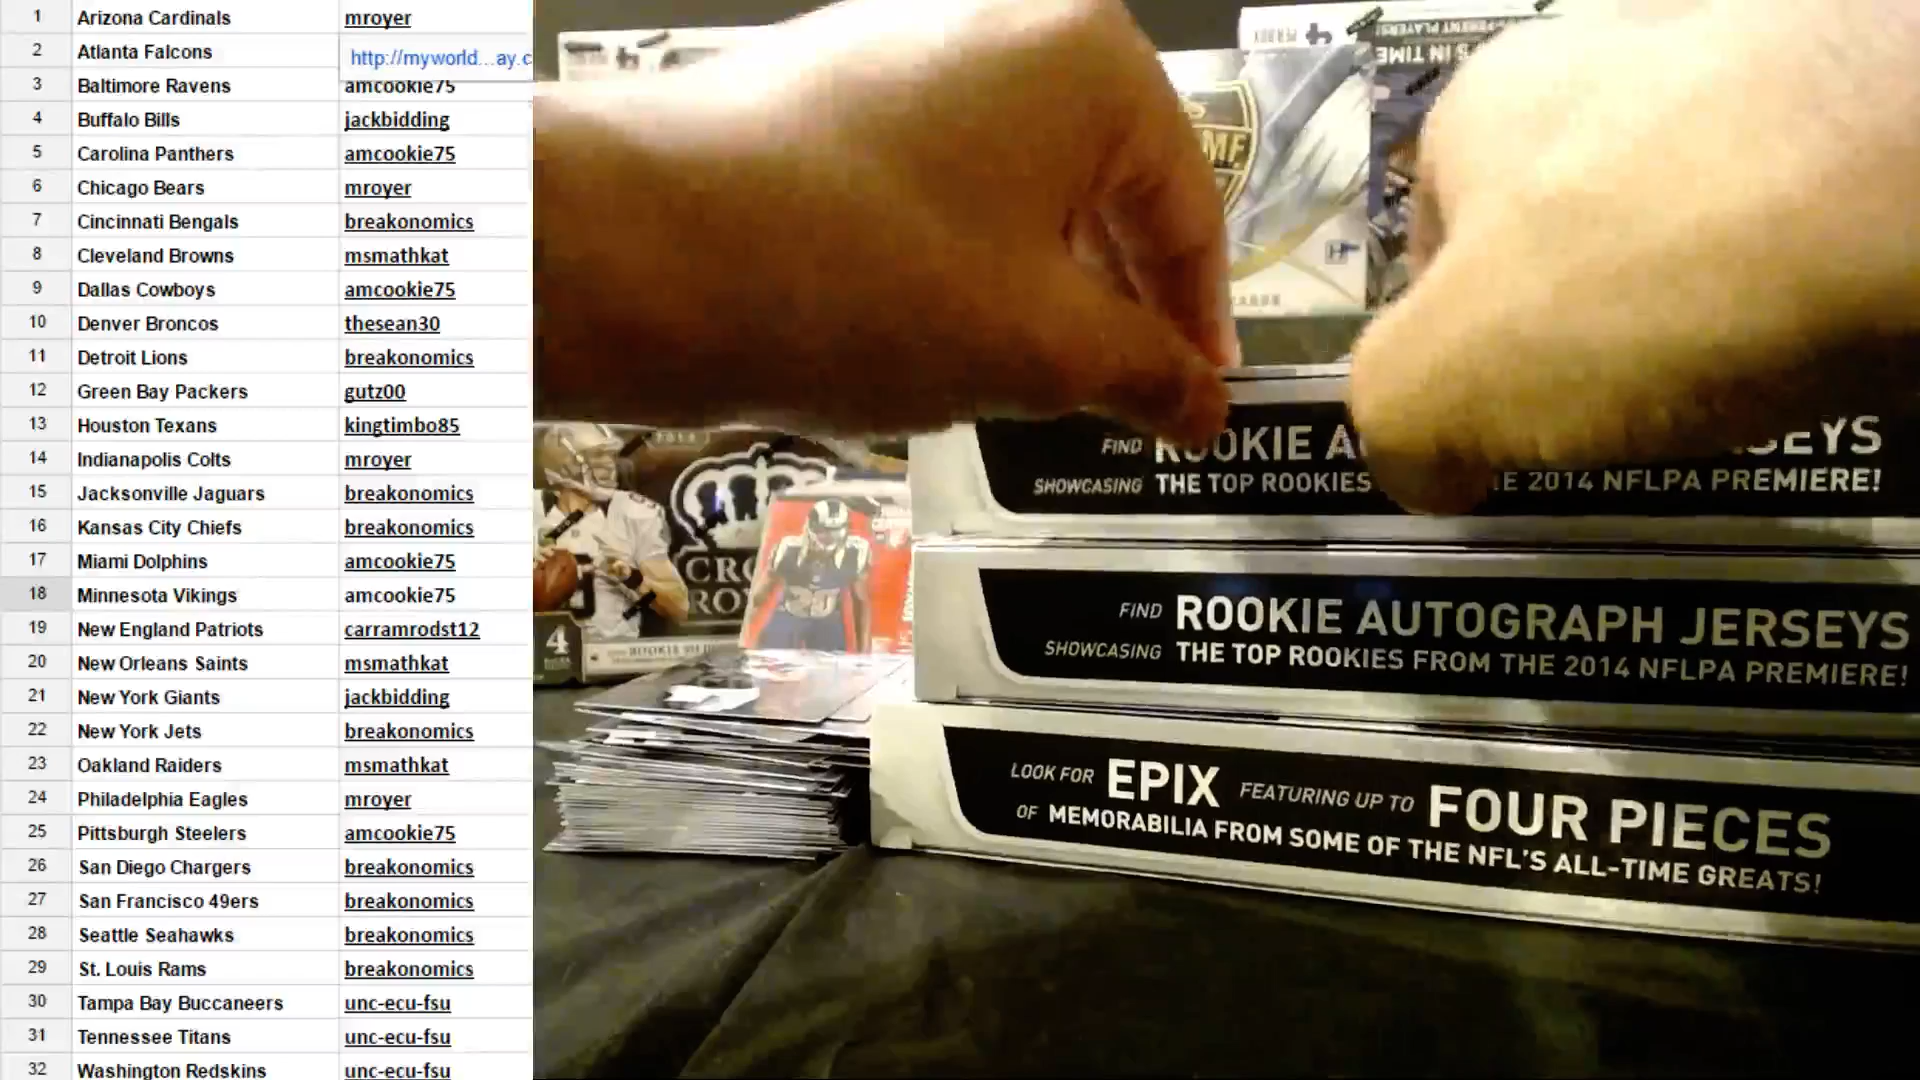 1 Arizona Cardinals mroyer
2 Atlanta Falcons http://myworld...ay.c
3 Baltimore Ravens amcookie75
4 Buffalo Bills jackbidding
5 Carolina Panthers amcookie75
6 Chicago Bears mroyer
7 Cincinnati Bengals breakonomics
8 Cleveland Browns msmathkat
9 Dallas Cowboys amcookie75
10 Denver Broncos thesean30
11 Detroit Lions breakonomics
12 Green Bay Packers gutz00
13 Houston Texans kingtimbo85
14 Indianapolis Colts mroyer
15 Jacksonville Jaguars breakonomics
16 Kansas City Chiefs breakonomics
17 Miami Dolphins amcookie75
18 Minnesota Vikings amcookie75
19 New England Patriots carramrodst12
20 New Orleans Saints msmathkat
21 New York Giants jackbidding
22 New York Jets breakonomics
23 Oakland Raiders msmathkat
24 Philadelphia Eagles mroyer
25 Pittsburgh Steelers amcookie75
26 San Diego Chargers breakonomics
27 San Francisco 49ers breakonomics
28 Seattle Seahawks breakonomics
29 St. Louis Rams breakonomics
30 Tampa Bay Buccaneers unc-ecu-fsu
31 Tennessee Titans unc-ecu-fsu
32 Washington Redskins unc-ecu-fsu
S IN TIME
FIND ROOKIE A SEYS
SHOWCASING THE TOP ROOKIES E 2014 NFLPA PREMIERE!
CRO
RO
4
FIND ROOKIE AUTOGRAPH JERSEYS
SHOWCASING THE TOP ROOKIES FROM THE 2014 NFLPA PREMIERE!
LOOK FOR EPIX FEATURING UP TO FOUR PIECES
OF MEMORABILIA FROM SOME OF THE NFL'S ALL-TIME GREATS!